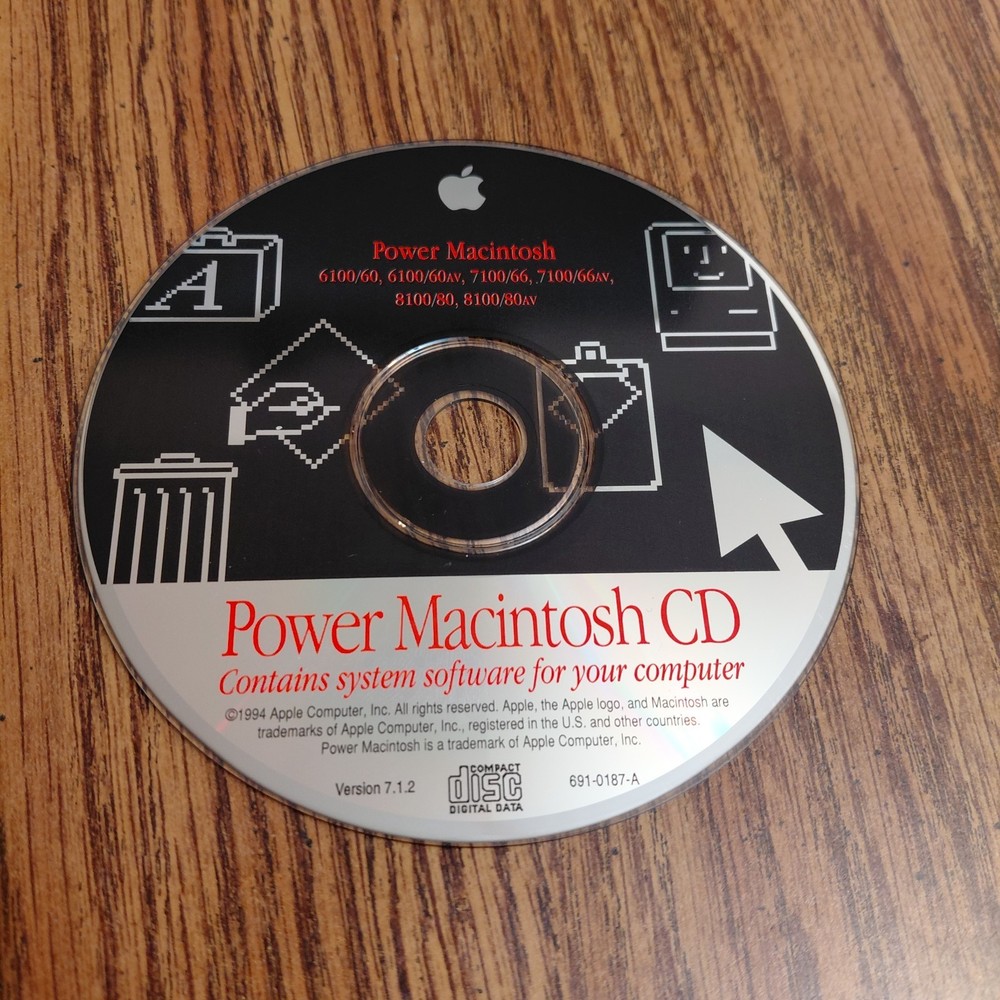 Power Macintosh
6100/60, 6100/60AV, 7100/66, 7100/66AV,
8100/80, 8100/80AV
A
Power Macintosh CD
Contains system software for your computer
©1994 Apple Computer, Inc. All rights reserved. Apple, the Apple logo, and Macintosh are
trademarks of Apple Computer, Inc., registered in the U.S. and other countries.
Power Macintosh is a trademark of Apple Computer, Inc.
Version 7.1.2
COMPACT
disc
DIGITAL DATA
691-0187-A